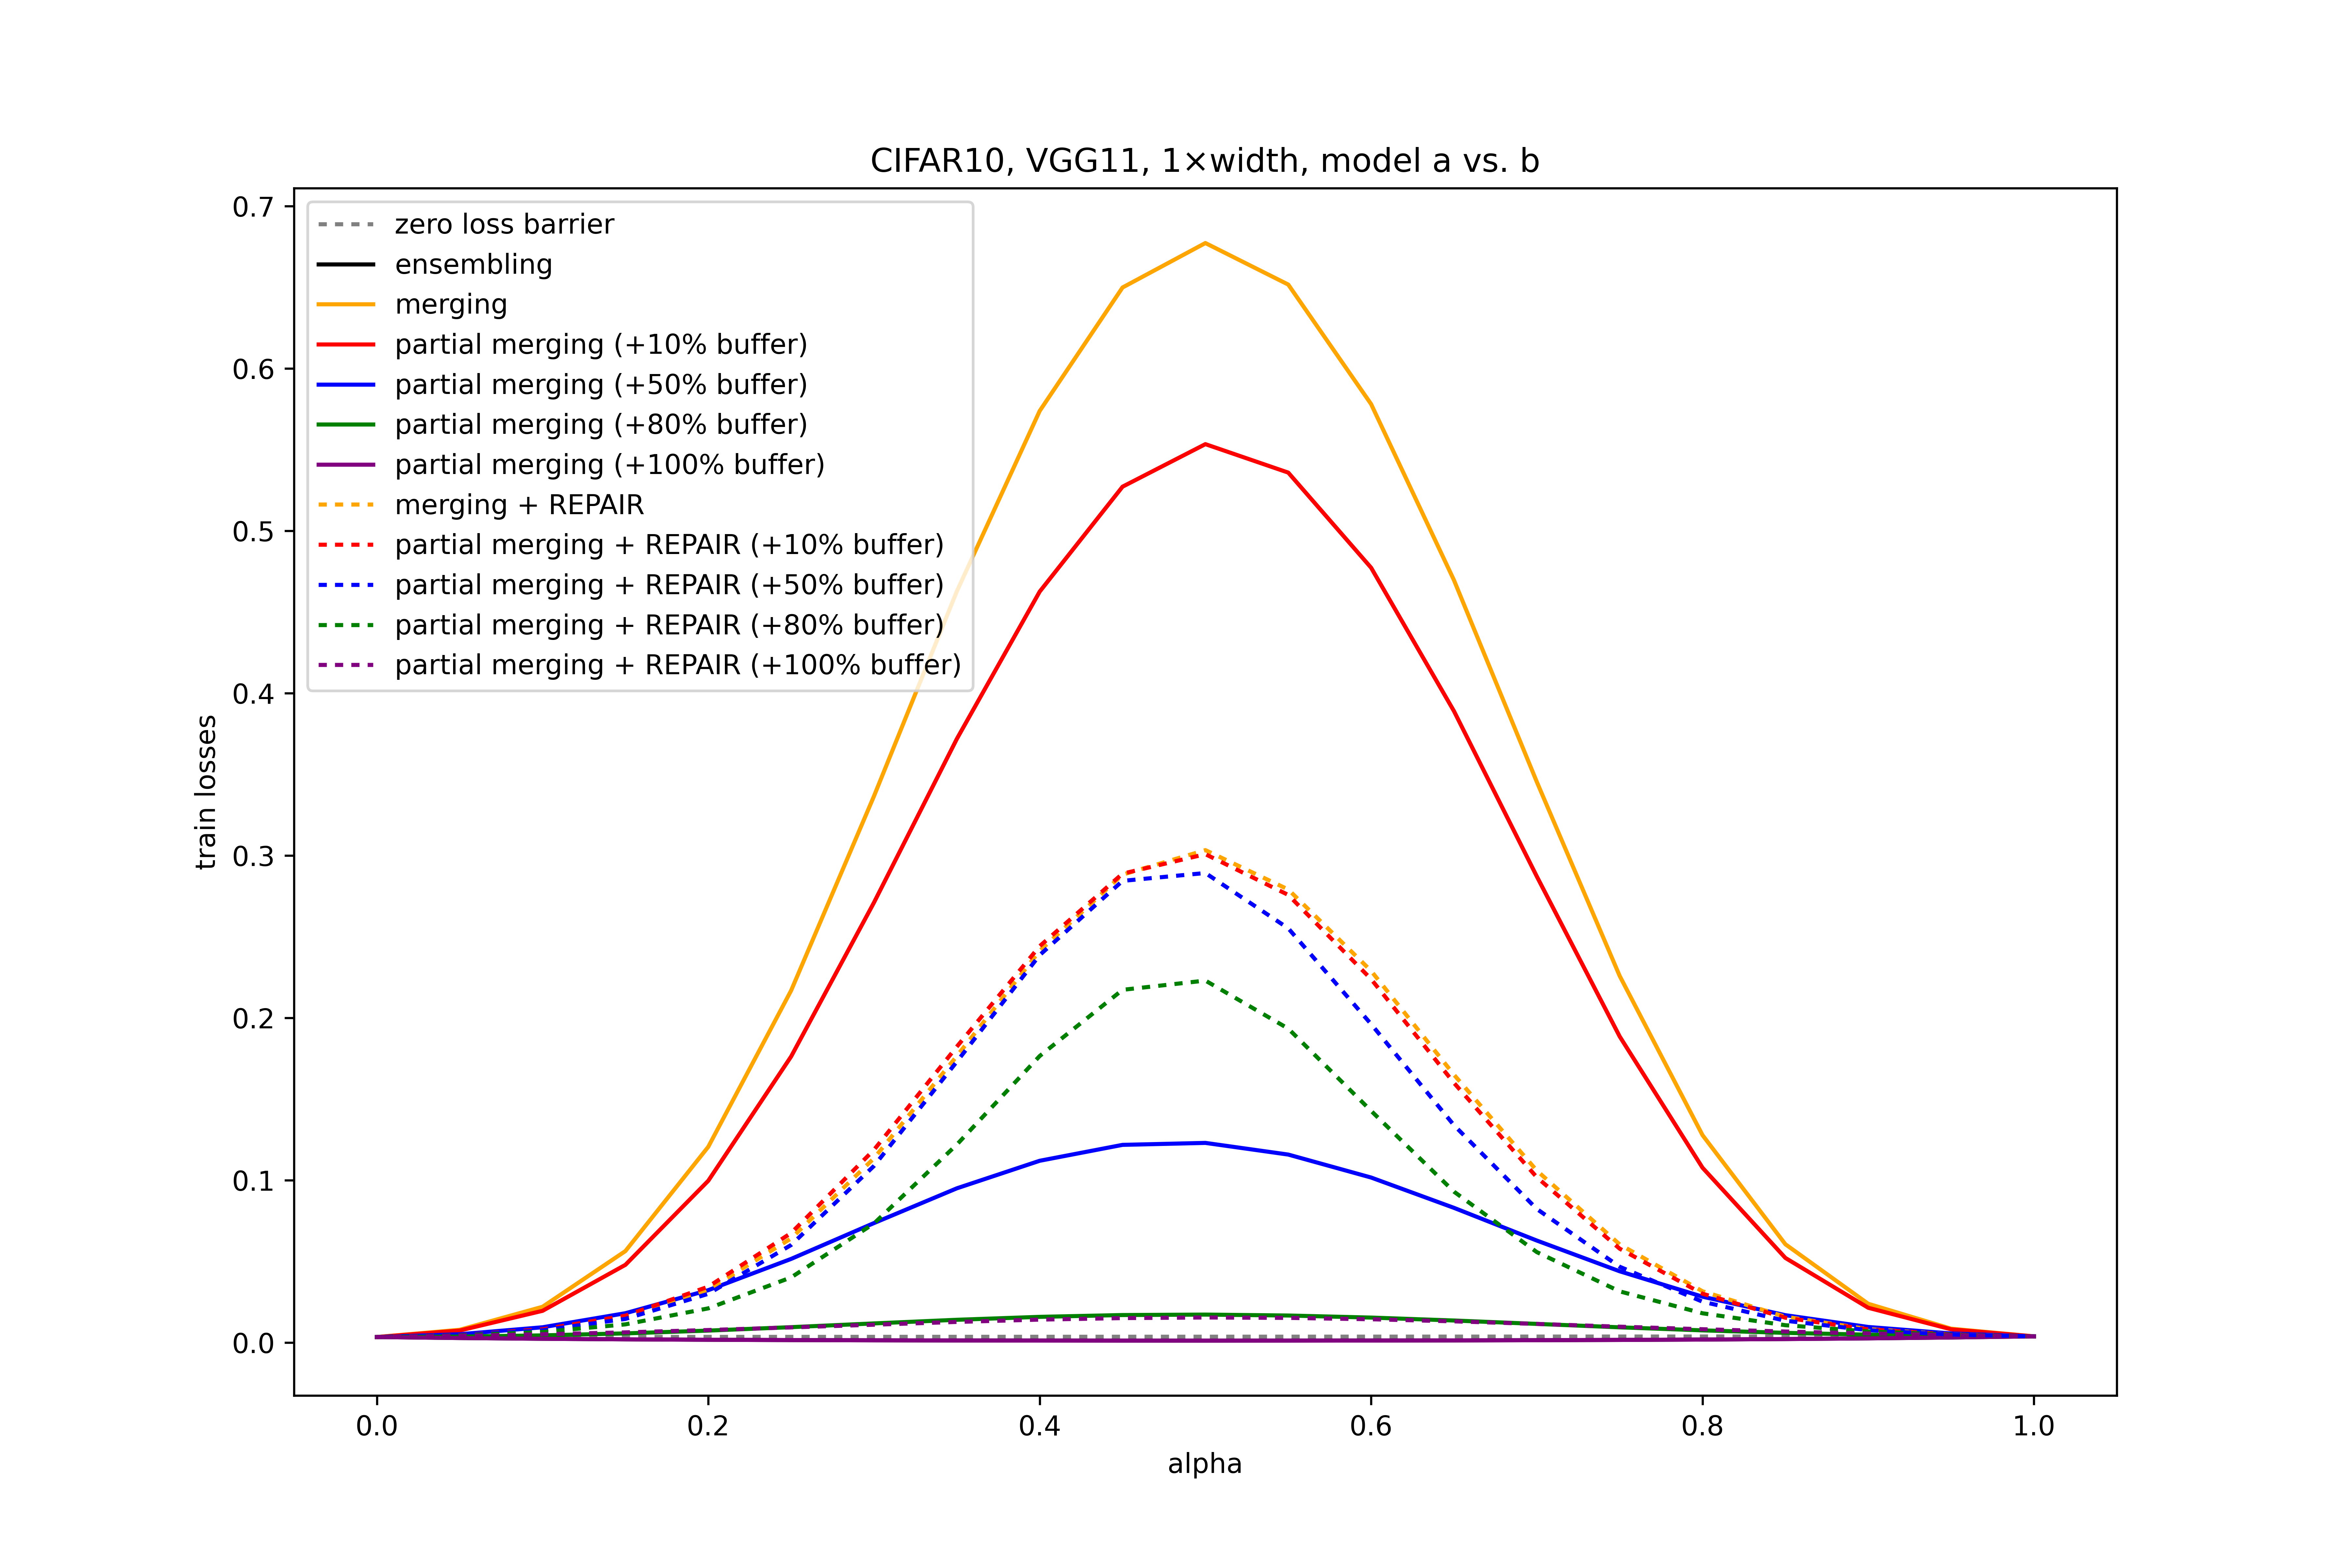 CIFAR10, VGG11, 1×width, model a vs. b
zero loss barrier
ensembling
merging
partial merging (+10% buffer)
partial merging (+50% buffer)
partial merging (+80% buffer)
partial merging (+100% buffer)
merging + REPAIR
partial merging + REPAIR (+10% buffer)
partial merging + REPAIR (+50% buffer)
partial merging + REPAIR (+80% buffer)
partial merging + REPAIR (+100% buffer)
train losses
0.7
0.6
0.5
0.4
0.3
0.2
0.1
0.0
0.0 0.2 0.4 0.6 0.8 1.0
alpha